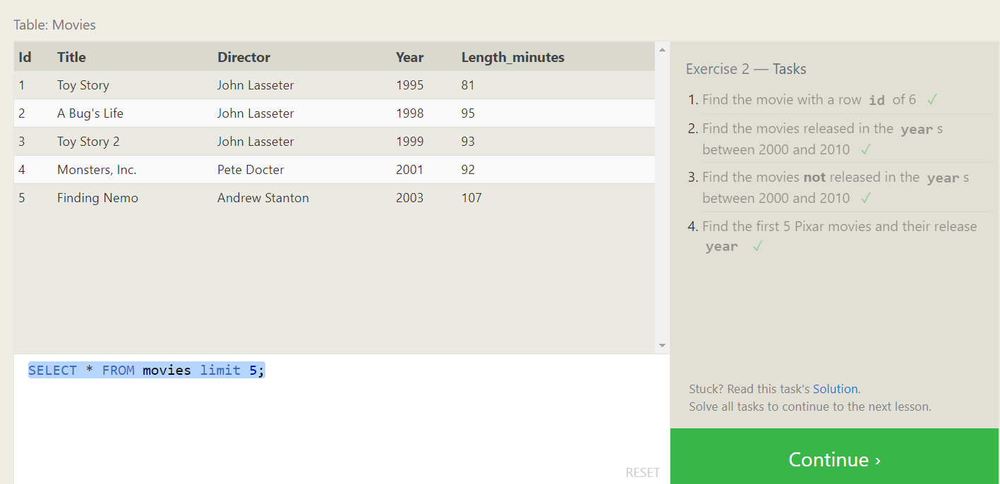 Table: Movies
Id Title Director Year Length_minutes
1 Toy Story John Lasseter 1995 81
2 A Bug's Life John Lasseter 1998 95
3 Toy Story 2 John Lasseter 1999 93
4 Monsters, Inc. Pete Docter 2001 92
5 Finding Nemo Andrew Stanton 2003 107
SELECT * FROM movies limit 5;
RESET
Exercise 2 — Tasks
1. Find the movie with a row id of 6 ✓
2. Find the movies released in the year s
between 2000 and 2010 ✓
3. Find the movies not released in the year s
between 2000 and 2010 ✓
4. Find the first 5 Pixar movies and their release
year ✓
Stuck? Read this task's Solution.
Solve all tasks to continue to the next lesson.
Continue ›